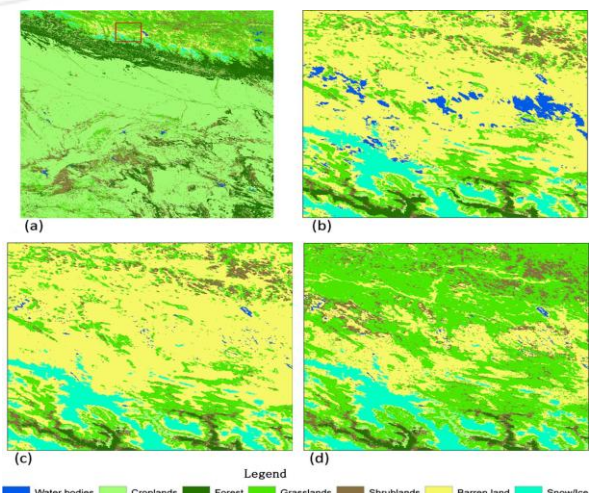 (a)
(b)
(c)
(d)
Legend
Water bodies Croplands Forest Grasslands Shrublands Barren land Snow/Ice